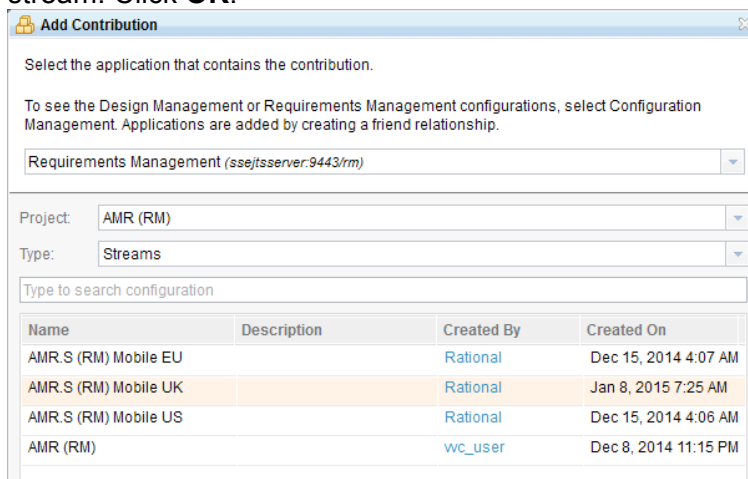 stream. Click OK.
Add Contribution
Select the application that contains the contribution.
To see the Design Management or Requirements Management configurations, select Configuration
Management. Applications are added by creating a friend relationship.
Requirements Management (ssejtsserver:9443/rm)
Project: AMR (RM)
Type: Streams
Type to search configuration
Name Description Created By Created On
AMR.S (RM) Mobile EU Rational Dec 15, 2014 4:07 AM
AMR.S (RM) Mobile UK Rational Jan 8, 2015 7:25 AM
AMR.S (RM) Mobile US Rational Dec 15, 2014 4:06 AM
AMR (RM) vvc_user Dec 8, 2014 11:15 PM